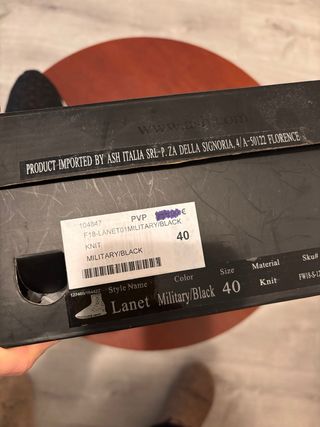 PRODUCT IMPORTED BY ASH ITALIA SRL-P.ZA DELLA SIGNORIA, 4/A-50122 FLORENCE
104847 PVP €
F18-LANET01MILITARY/BLACK
KNIT 40
MILITARY/BLACK
Style Name Color Size Material Sku#
Lanet Military/Black 40 Knit